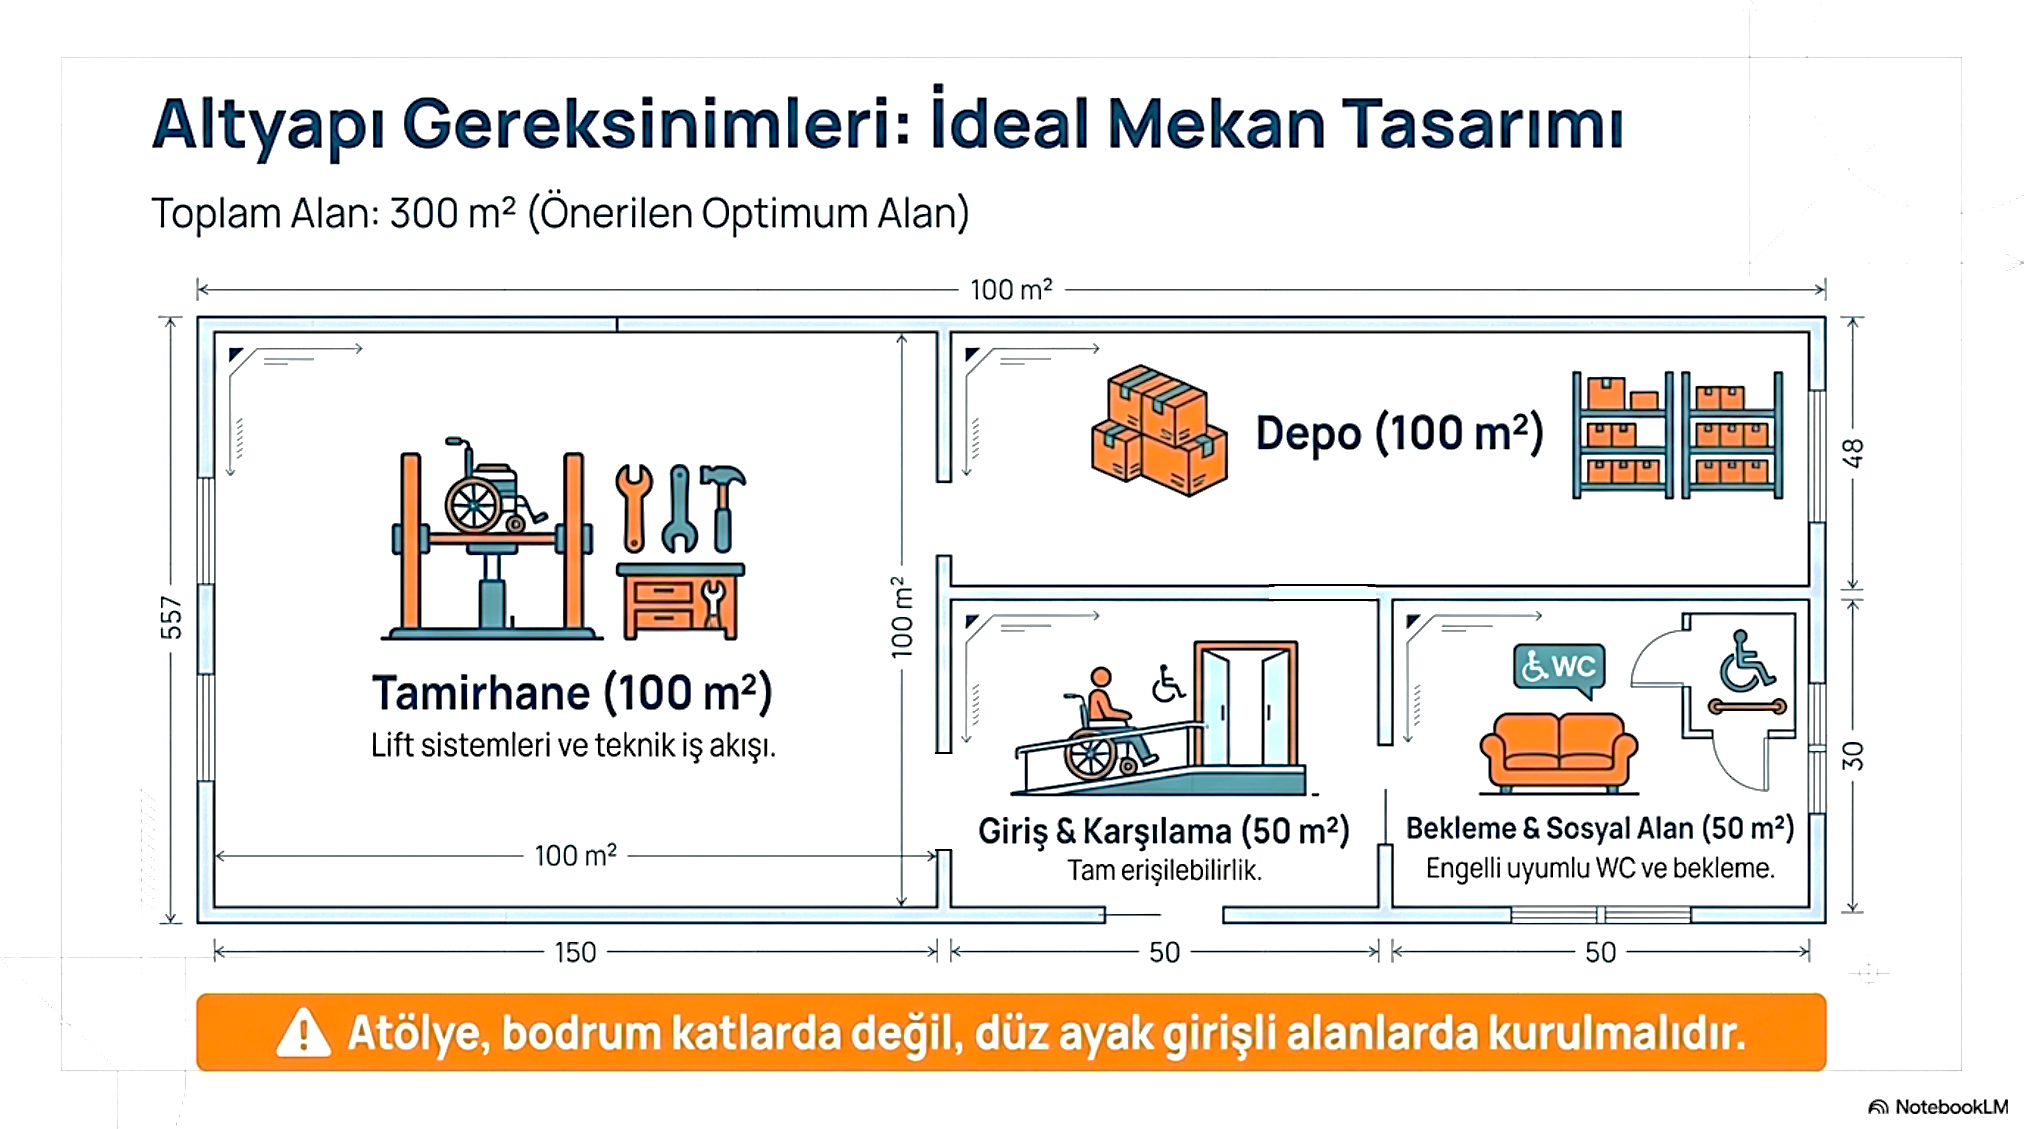 Altyapı Gereksinimleri: İdeal Mekan Tasarımı
Toplam Alan: 300 m² (Önerilen Optimum Alan)
100 m²
557
100 m²
Tamirhane (100 m²)
Lift sistemleri ve teknik iş akışı.
100 m²
Depo (100 m²)
48
Giriş & Karşılama (50 m²)
Tam erişilebilirlik.
WC
Bekleme & Sosyal Alan (50 m²)
Engelli uyumlu WC ve bekleme.
30
150
50
50
Atölye, bodrum katlarda değil, düz ayak girişli alanlarda kurulmalıdır.
NotebookLM